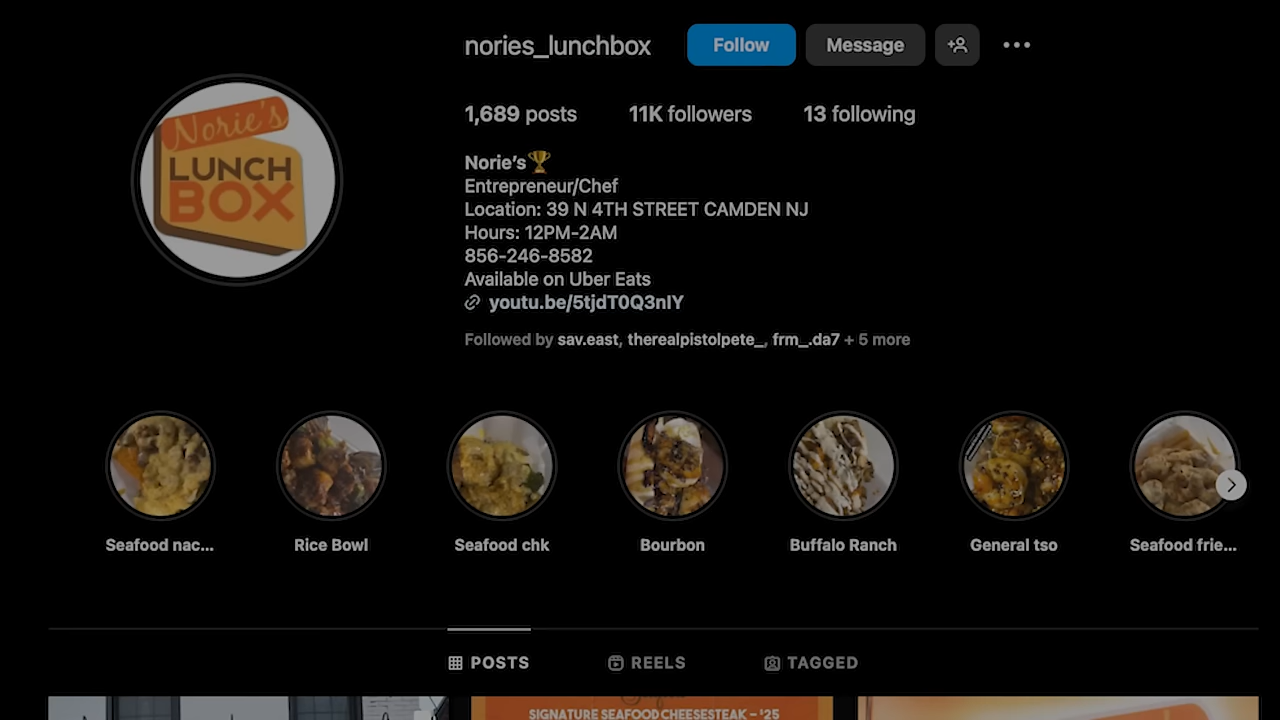 nories_lunchbox Follow Message
1,689 posts 11K followers 13 following
Norie's
LUNCH
BOX
Norie’s🏆
Entrepreneur/Chef
Location: 39 N 4TH STREET CAMDEN NJ
Hours: 12PM-2AM
856-246-8582
Available on Uber Eats
youtu.be/5tjdT0Q3nIY
Followed by sav.east, therealpistolpete_, frm_.da7 + 5 more
Seafood nac... Rice Bowl Seafood chk Bourbon Buffalo Ranch General tso Seafood frie...
POSTS REELS TAGGED
SIGNATURE SEAFOOD CHEESESTEAK – '25